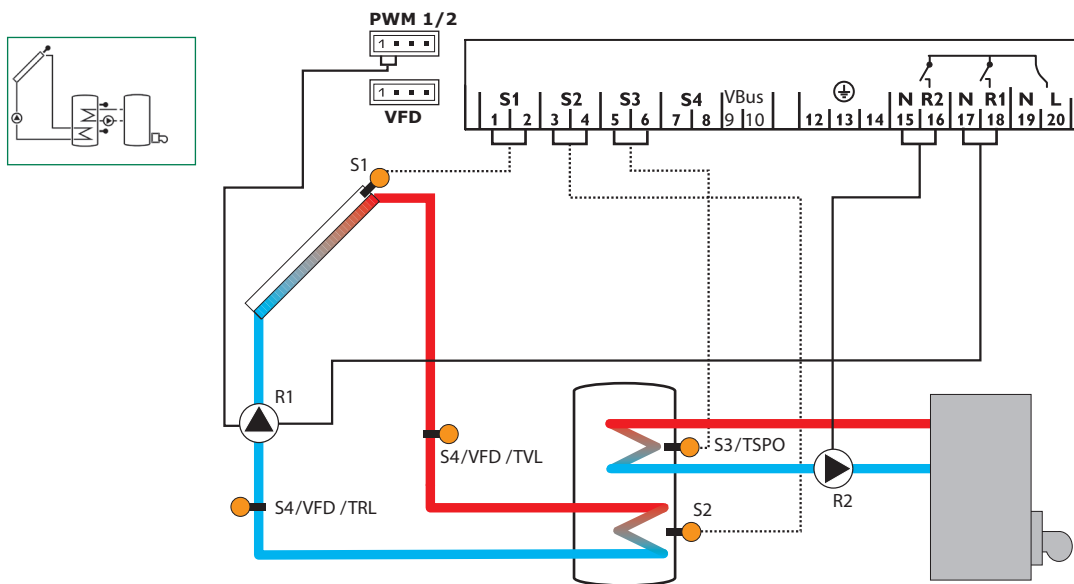 PWM 1/2
1
VFD
S1 S2 S3 S4 VBus N R2 N R1 N L
1 2 3 4 5 6 7 8 9 10 12 13 14 15 16 17 18 19 20
S1
R1
S4/VFD /TVL
S3/TSPO
S4/VFD /TRL
S2
R2